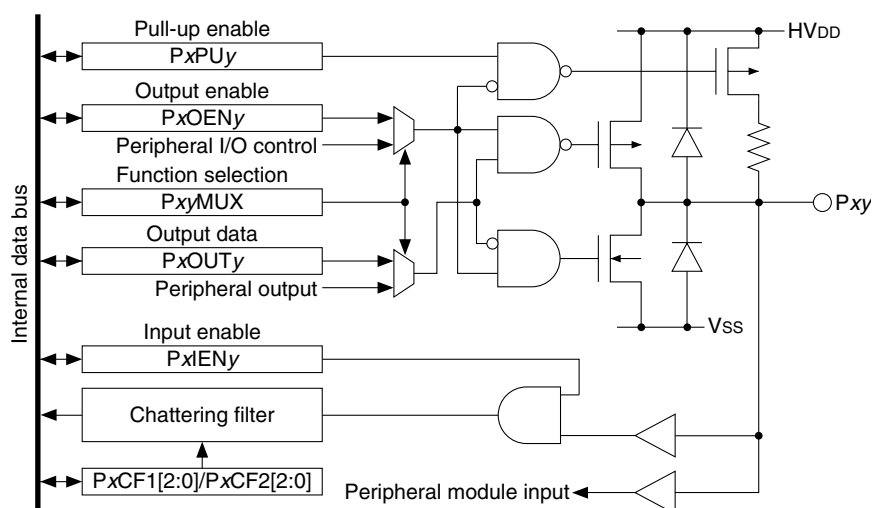 Pull-up enable
PxPUy
HVDD
Output enable
PxOENy
Peripheral I/O control
Function selection
PxyMUX
Pxy
Output data
PxOUTy
Peripheral output
VSS
Input enable
PxIENy
Chattering filter
PxCF1[2:0]/PxCF2[2:0]
Peripheral module input
Internal data bus